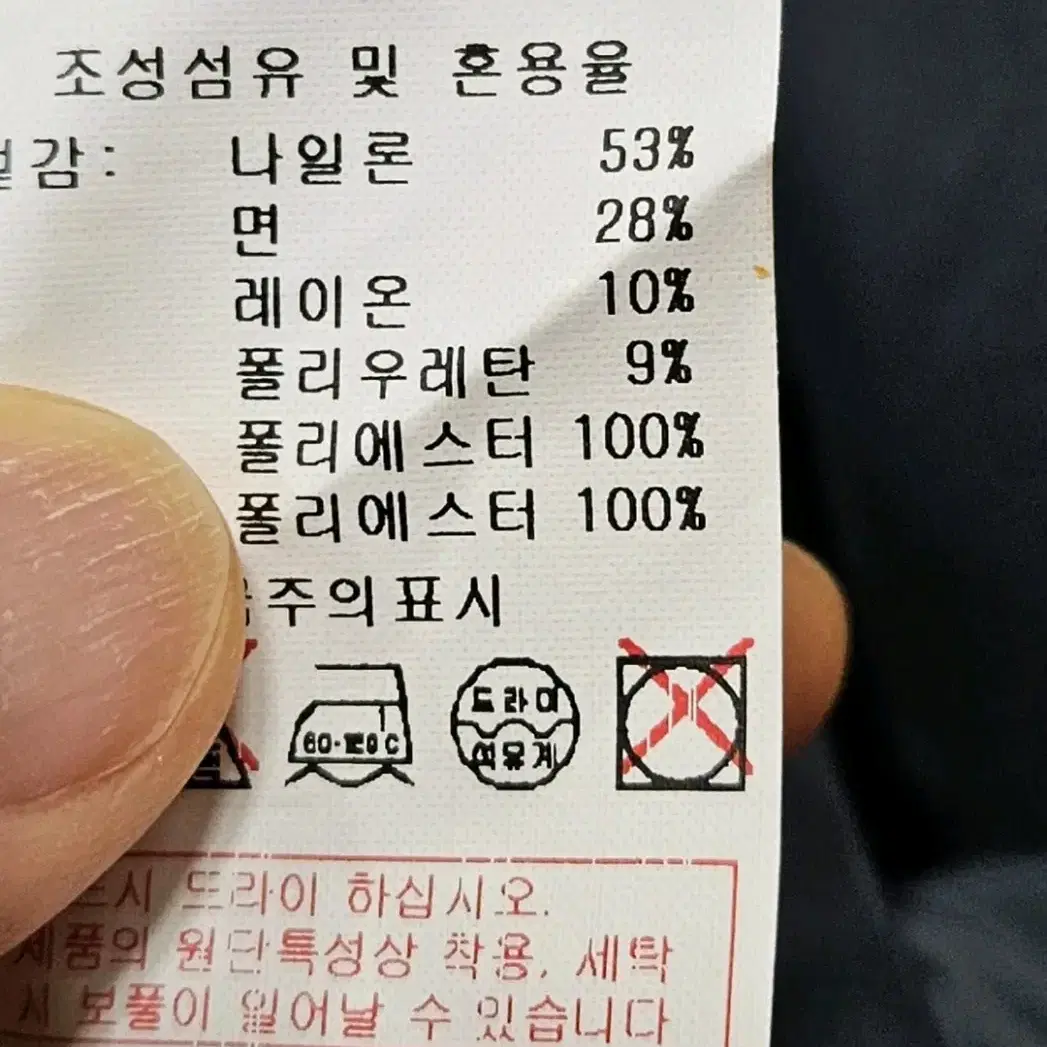 조성섬유 및 혼용율
겉감: 나일론 53%
면 28%
레이온 10%
폴리우레탄 9%
폴리에스터 100%
폴리에스터 100%
주의표시
60·120℃
드라이
석유계
드시 드라이 하십시오.
제품의 원단특성상 착용, 세탁
시 보풀이 일어날 수 있습니다